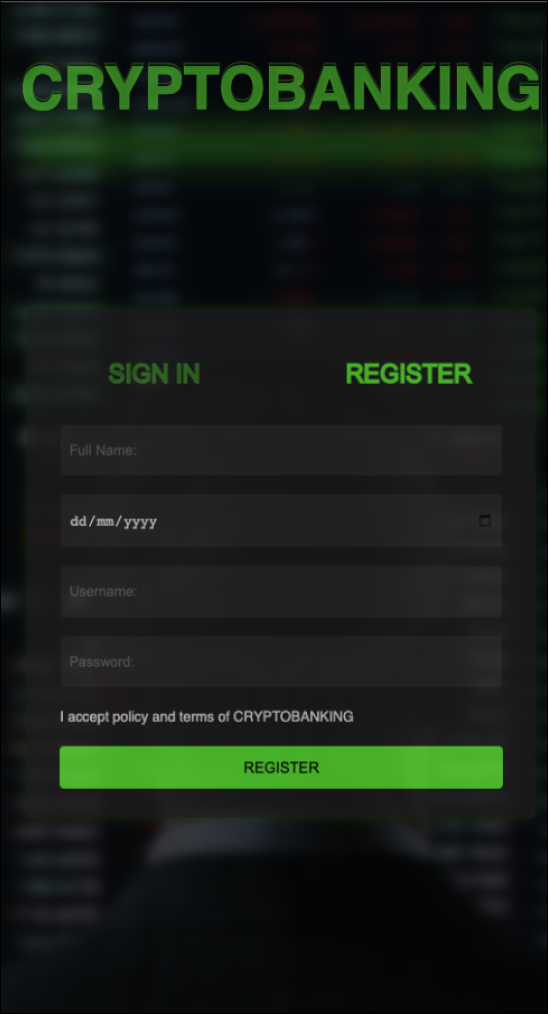 CRYPTOBANKING
SIGN IN REGISTER
Full Name:
dd/mm/yyyy
Username:
Password:
I accept policy and terms of CRYPTOBANKING
REGISTER